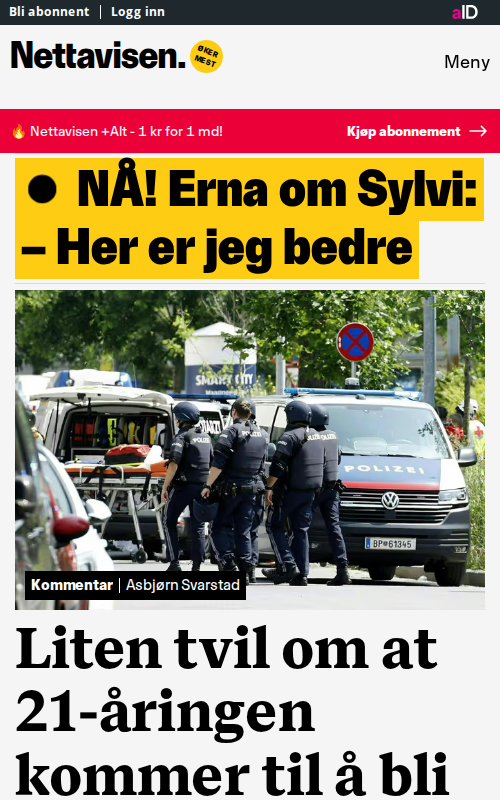 Bli abonnent | Logg inn
aID
Nettavisen.
ØKER
MEST
Meny
🔥 Nettavisen +Alt - 1 kr for 1 md!
Kjøp abonnement →
● NÅ! Erna om Sylvi:
– Her er jeg bedre
SMART CITY
POLIZEI
POLIZEI
BP 61345
Kommentar | Asbjørn Svarstad
Liten tvil om at
21-åringen
kommer til å bli